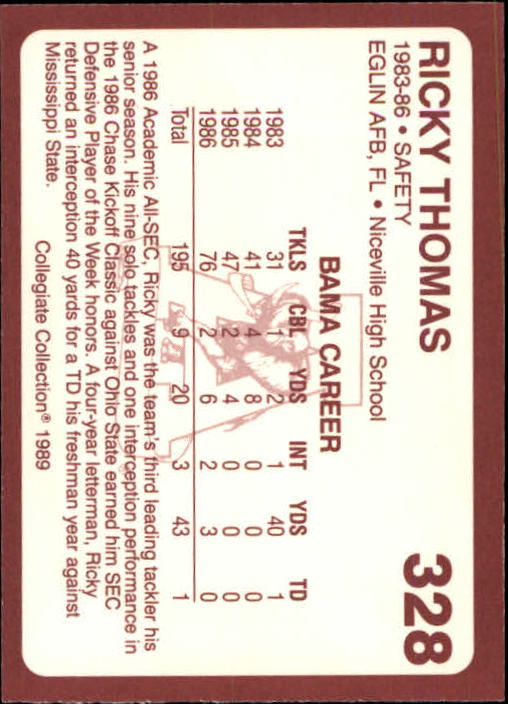 RICKY THOMAS 328
1983-86 • SAFETY
EGLIN AFB, FL • Niceville High School
BAMA CAREER
TKLS CBL YDS INT YDS TD
1983 31 1 2 1 40 1
1984 41 4 8 0 0 0
1985 47 2 4 0 0 0
1986 76 2 6 2 3 0
Total 195 9 20 3 43 1
A 1986 Academic All-SEC, Ricky was the team's third leading tackler his
senior season. His nine solo tackles and one interception performance in
the 1986 Chase Kickoff Classic against Ohio State earned him SEC
Defensive Player of the Week honors. A four-year letterman, Ricky
returned an interception 40 yards for a TD his freshman year against
Mississippi State.
Collegiate Collection® 1989